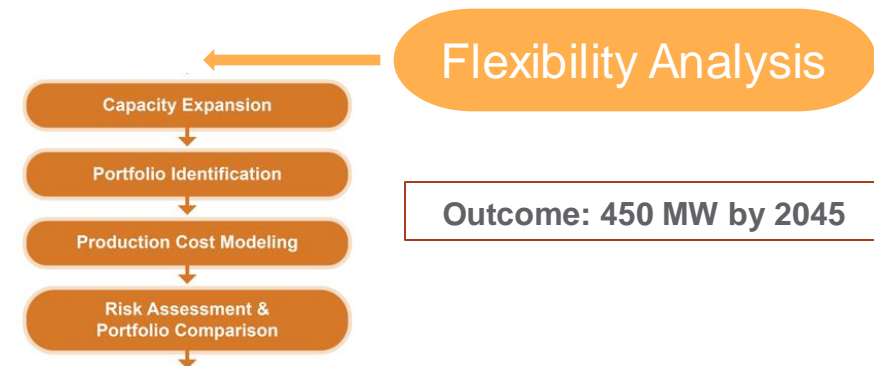 Flexibility Analysis
Capacity Expansion
Portfolio Identification
Production Cost Modeling
Risk Assessment &
Portfolio Comparison
Outcome: 450 MW by 2045